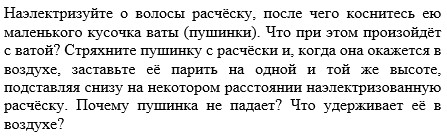 Наэлектризуйте о волосы расчёску, после чего коснитесь ею
маленького кусочка ваты (пушинки). Что при этом произойдёт
с ватой? Стряхните пушинку с расчёски и, когда она окажется в
воздухе, заставьте её парить на одной и той же высоте,
подставляя снизу на некотором расстоянии наэлектризованную
расчёску. Почему пушинка не падает? Что удерживает её в
воздухе?